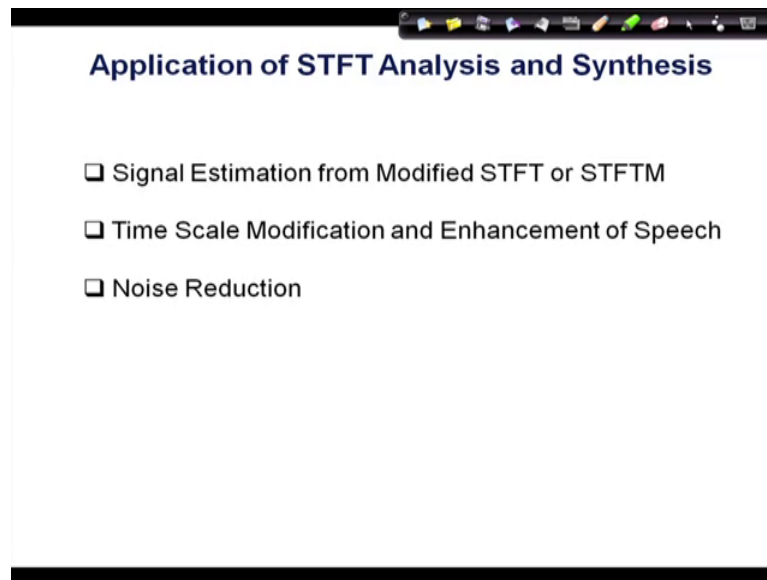 Application of STFT Analysis and Synthesis
Signal Estimation from Modified STFT or STFTM
Time Scale Modification and Enhancement of Speech
Noise Reduction